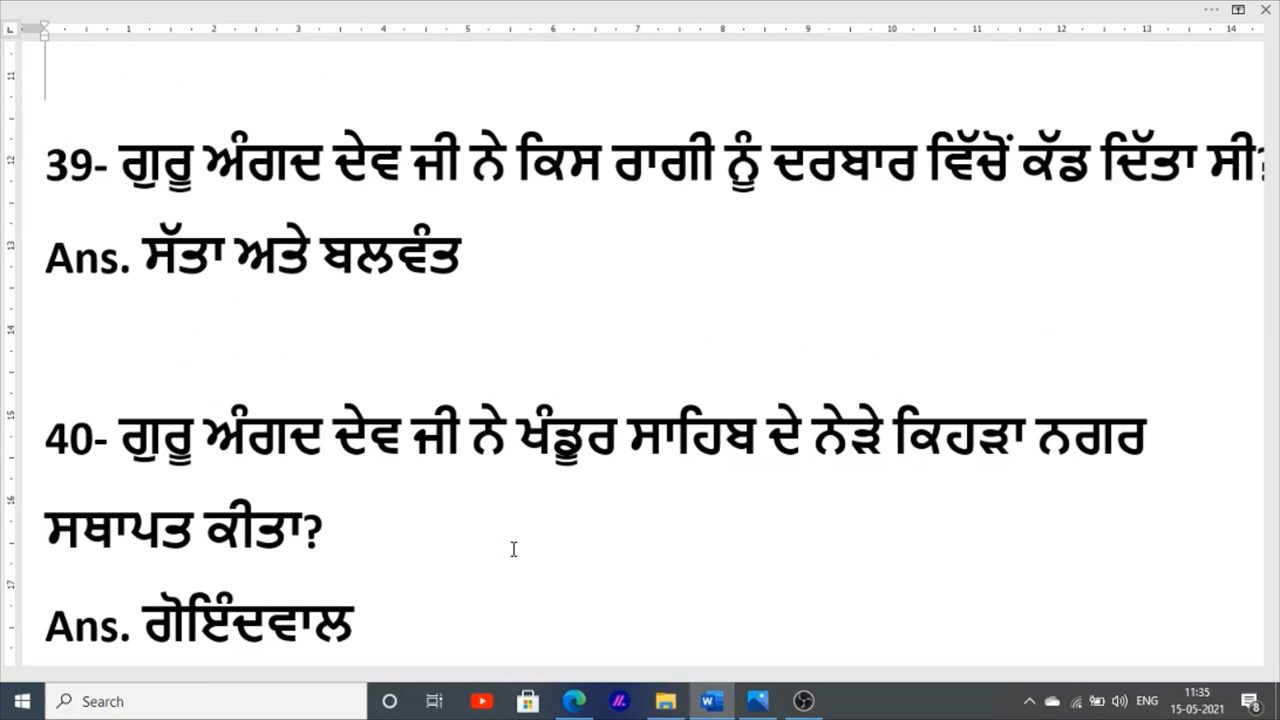 39- ਗੁਰੂ ਅੰਗਦ ਦੇਵ ਜੀ ਨੇ ਕਿਸ ਰਾਗੀ ਨੂੰ ਦਰਬਾਰ ਵਿੱਚੋਂ ਕੱਡ ਦਿੱਤਾ ਸੀ?
Ans. ਸੱਤਾ ਅਤੇ ਬਲਵੰਤ
40- ਗੁਰੂ ਅੰਗਦ ਦੇਵ ਜੀ ਨੇ ਖੰਡੂਰ ਸਾਹਿਬ ਦੇ ਨੇੜੇ ਕਿਹੜਾ ਨਗਰ
ਸਥਾਪਤ ਕੀਤਾ?
Ans. ਗੋਇੰਦਵਾਲ
Search
ENG
11:35
15-05-2021
8